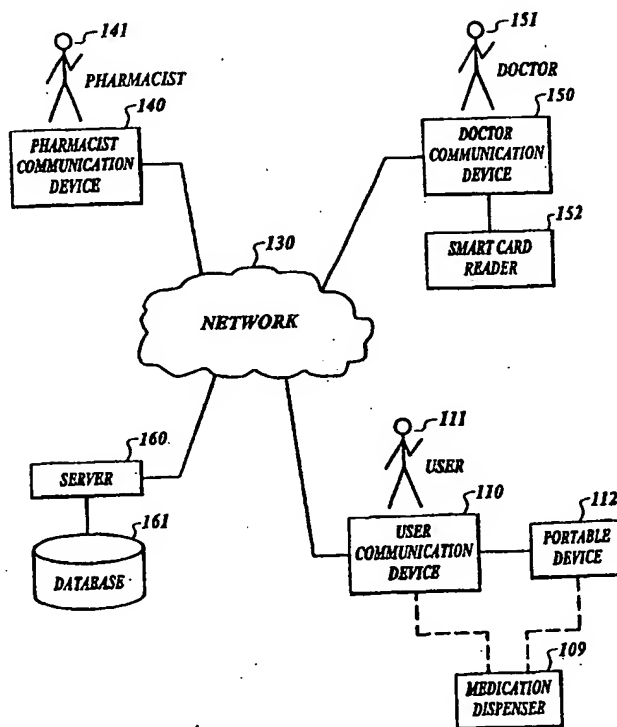 141
PHARMACIST
140
PHARMACIST
COMMUNICATION
DEVICE
151
DOCTOR
150
DOCTOR
COMMUNICATION
DEVICE
152
SMART CARD
READER
130
NETWORK
160
SERVER
161
DATABASE
111
USER
110
USER
COMMUNICATION
DEVICE
112
PORTABLE
DEVICE
109
MEDICATION
DISPENSER